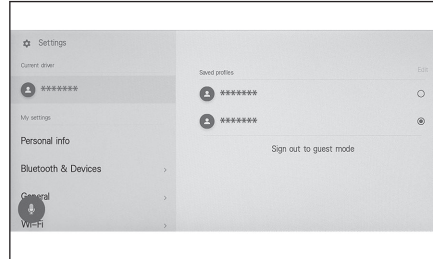 Settings
Current driver
*******
My settings
Personal info
Bluetooth & Devices
General
Wi-Fi
Saved profiles
Edit
*******
*******
Sign out to guest mode